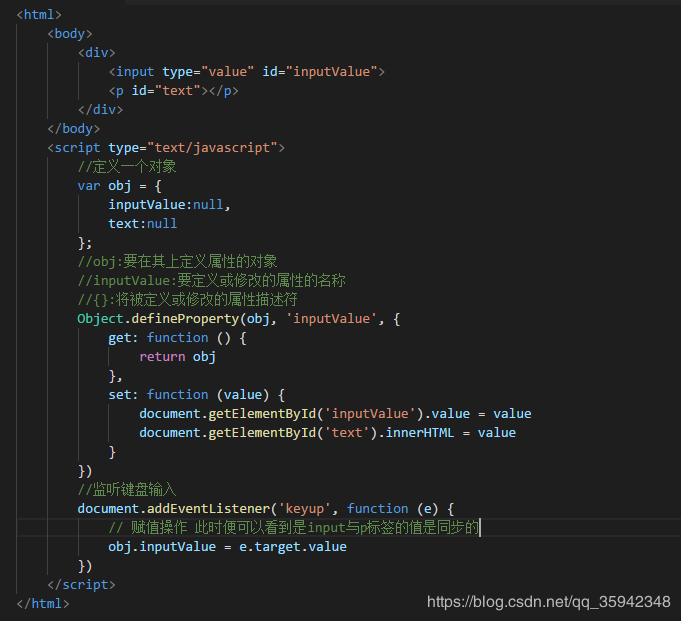 <html>
<body>
<div>
<input type="value" id="inputValue">
<p id="text"></p>
</div>
</body>
<script type="text/javascript">
//定义一个对象
var obj = {
inputValue:null,
text:null
};
//obj:要在其上定义属性的对象
//inputValue:要定义或修改的属性的名称
//{}:将被定义或修改的属性描述符
Object.defineProperty(obj, 'inputValue', {
get: function () {
return obj
},
set: function (value) {
document.getElementById('inputValue').value = value
document.getElementById('text').innerHTML = value
}
})
//监听键盘输入
document.addEventListener('keyup', function (e) {
// 赋值操作 此时便可以看到是input与p标签的值是同步的
obj.inputValue = e.target.value
})
</script>
</html>
https://blog.csdn.net/qq_35942348